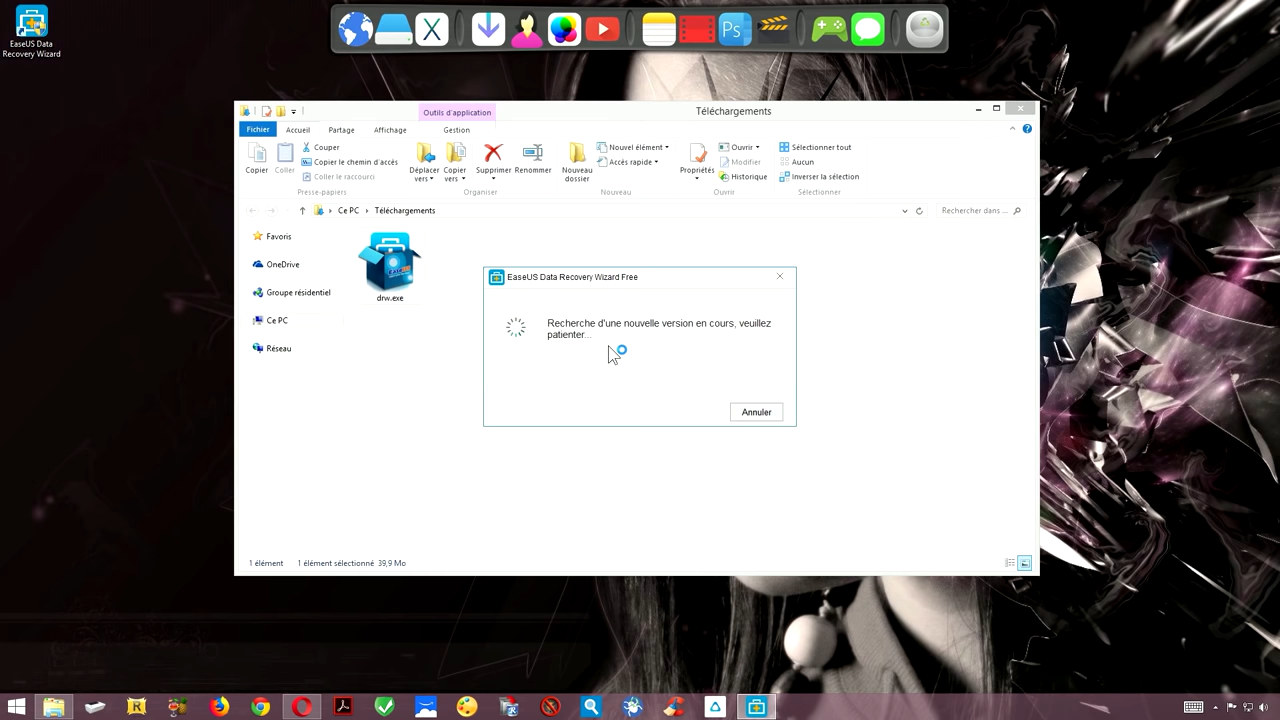 EaseUS Data
Recovery Wizard
X
Ps
Outils d'application
Téléchargements
Fichier
Accueil
Partage
Affichage
Gestion
Copier
Coller
Couper
Copier le chemin d'accès
Coller le raccourci
Presse-papiers
Déplacer
vers
Copier
vers
Supprimer
Renommer
Organiser
Nouveau
dossier
Nouvel élément
Accès rapide
Nouveau
Propriétés
Ouvrir
Modifier
Historique
Ouvrir
Sélectionner tout
Aucun
Inverser la sélection
Sélectionner
Ce PC
Téléchargements
Rechercher dans ...
Favoris
OneDrive
Groupe résidentiel
Ce PC
Réseau
drw.exe
EaseUS Data Recovery Wizard Free
Recherche d'une nouvelle version en cours, veuillez
patienter...
Annuler
1 élément
1 élément sélectionné 39,9 Mo